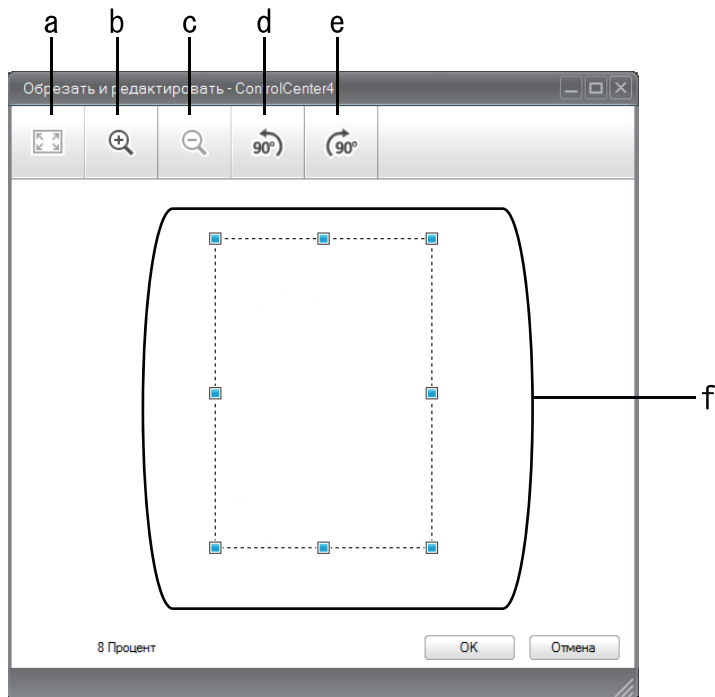 a b c d e
Обрезать и редактировать - ControlCenter4
90° 90°
f
8 Процент OK Отмена